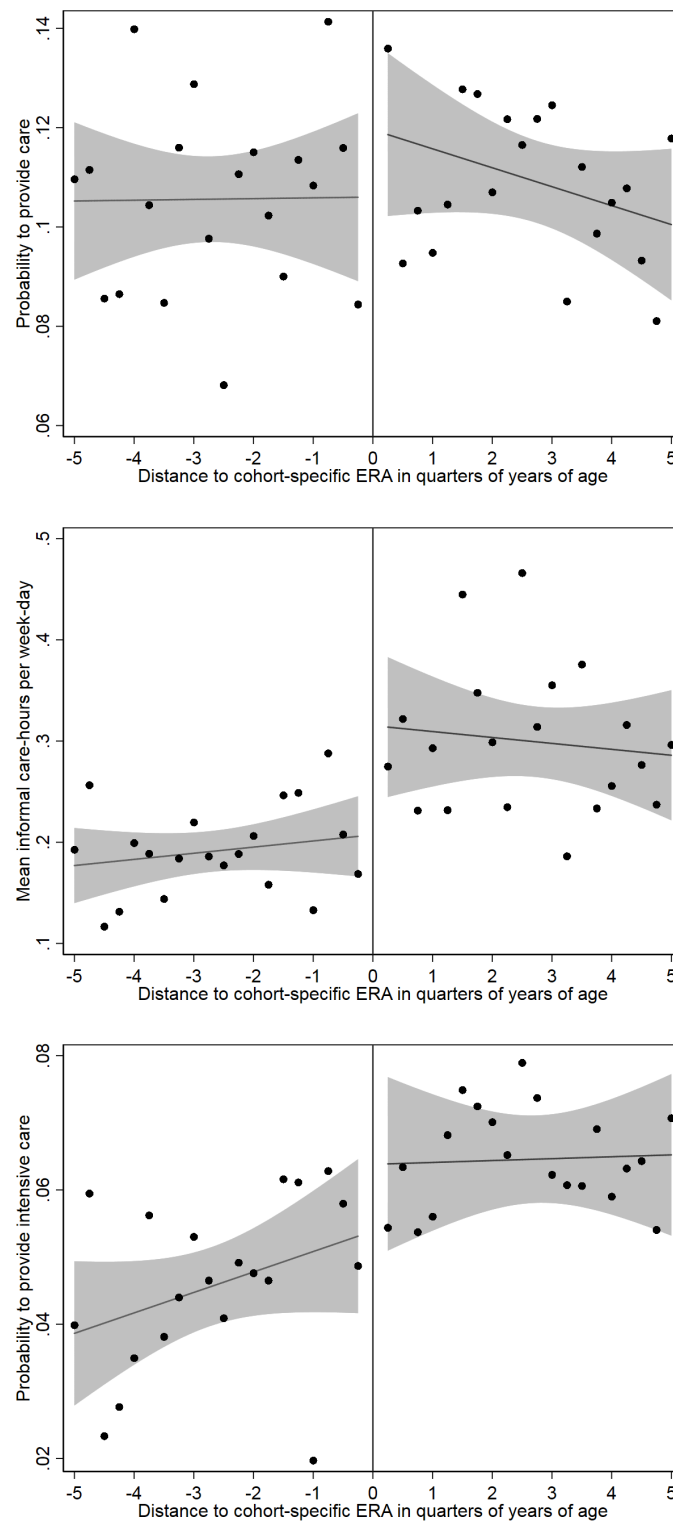 Probability to provide care
.14
.12
.1
.08
.06
-5 -4 -3 -2 -1 0 1 2 3 4 5
Distance to cohort-specific ERA in quarters of years of age
Mean informal care-hours per week-day
.5
.4
.3
.2
.1
-5 -4 -3 -2 -1 0 1 2 3 4 5
Distance to cohort-specific ERA in quarters of years of age
Probability to provide intensive care
.08
.06
.04
.02
-5 -4 -3 -2 -1 0 1 2 3 4 5
Distance to cohort-specific ERA in quarters of years of age